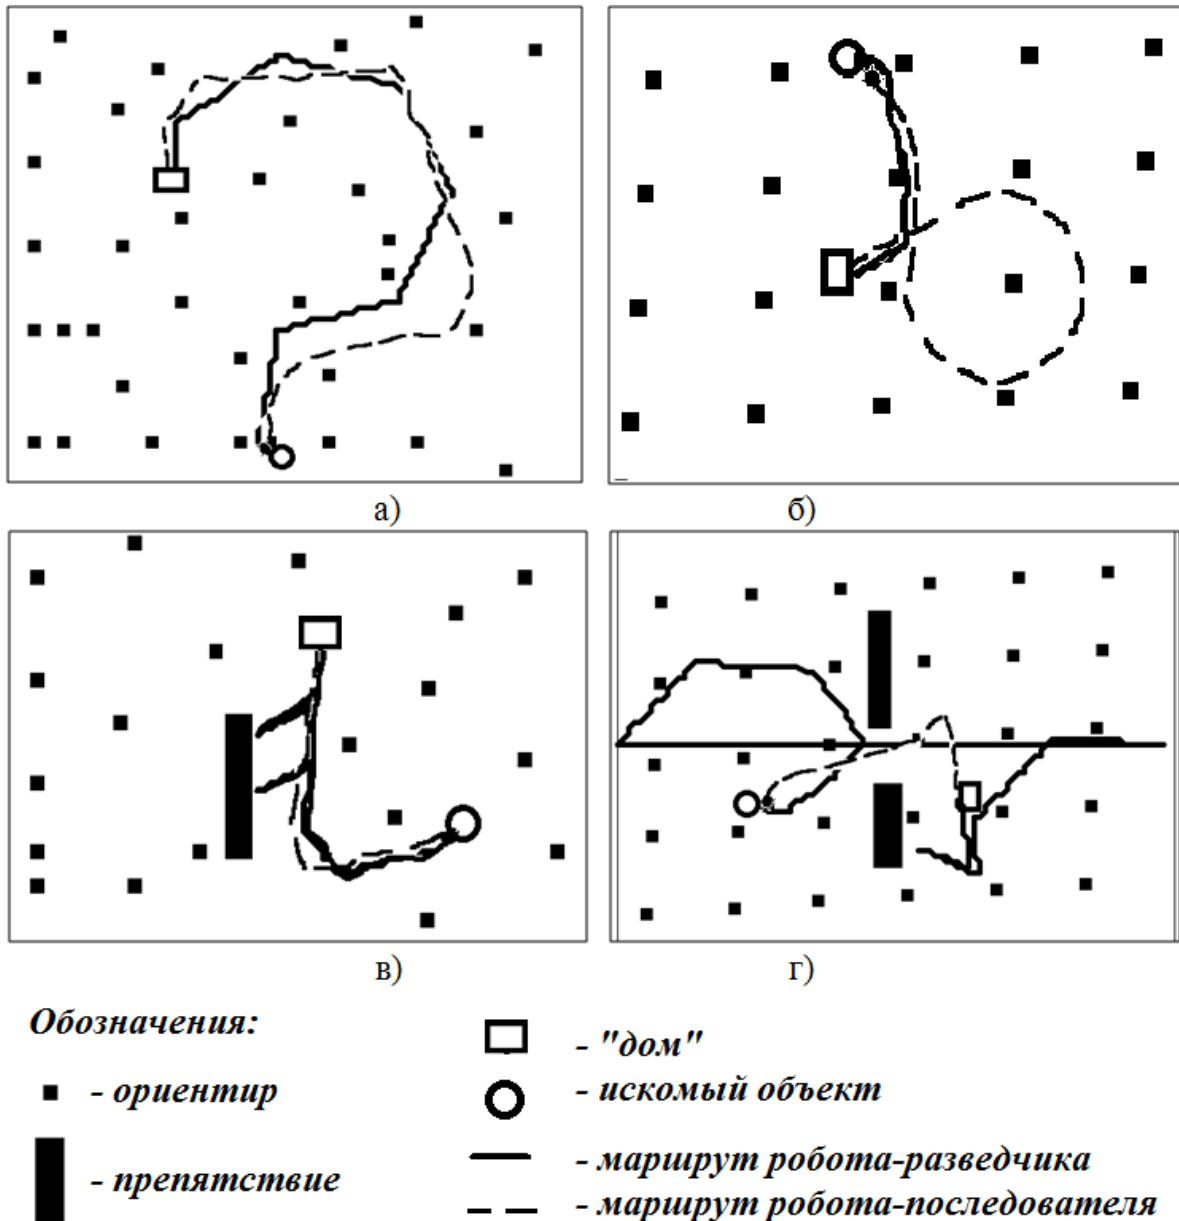 а)
б)
в)
г)
Обозначения:
- ориентир
- препятствие
- "дом"
- искомый объект
- маршрут робота-разведчика
- маршрут робота-последователя